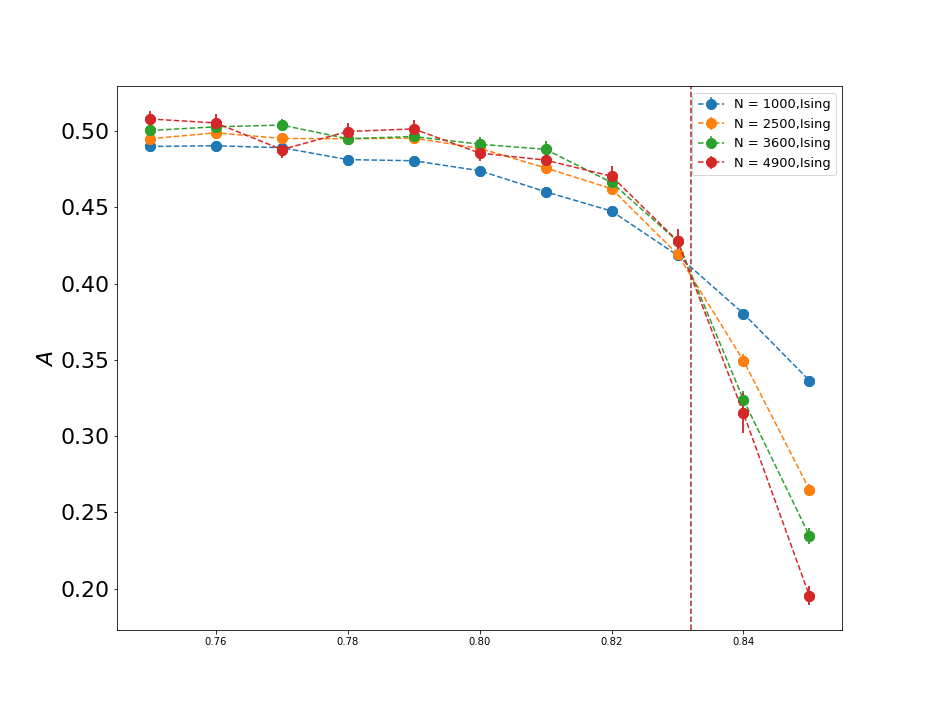 N = 1000,Ising
N = 2500,Ising
N = 3600,Ising
N = 4900,Ising
0.50
0.45
0.40
0.35
0.30
0.25
0.20
A
0.76
0.78
0.80
0.82
0.84